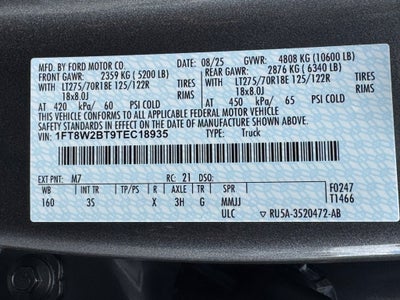 MFD. BY FORD MOTOR CO. 08/25 GVWR: 4808 KG (10600 LB)
FRONT GAWR: 2359 KG (5200 LB) REAR GAWR: 2876 KG (6340 LB)
LT275/70R18E 125/122R WITH LT275/70R18E 125/122R
18x8.0J 18x8.0J
AT 420 kPa/ 60 PSI COLD AT 450 kPa/ 65 PSI COLD
THIS VEHICLE CONFORMS TO ALL APPLICABLE FEDERAL MOTOR VEHICLE
SAFETY STANDARDS IN EFFECT ON THE DATE OF MANUFACTURE SHOWN ABOVE.
VIN: 1FT8W2BT9TEC18935 TYPE: Truck
EXT PNT: M7 RC: 21 DSO: F0247
WB INT TR TP/PS R AXLE TR SPR T1466
160 3S X 3H G MMJJ
ULC RU5A-3520472-AB